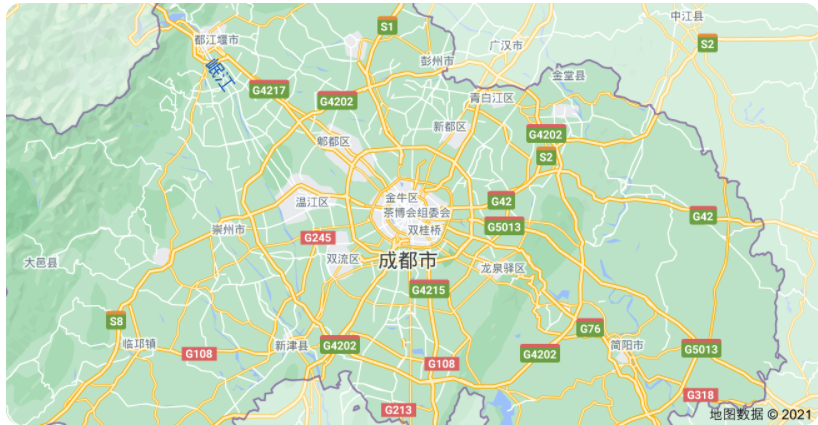 中江县
S1
都江堰市
广汉市
S2
彭州市
岷江
金堂县
G4217
G4202
青白江区
新都区
G4202
郫都区
S2
金牛区
温江区
G42
茶博会组委会
G42
崇州市
G5013
双桂桥
G245
双流区
成都市
大邑县
龙泉驿区
G4215
S8
G76
临邛镇
新津县
G4202
简阳市
G5013
G108
G4202
G108
G318
G213
地图数据 © 2021